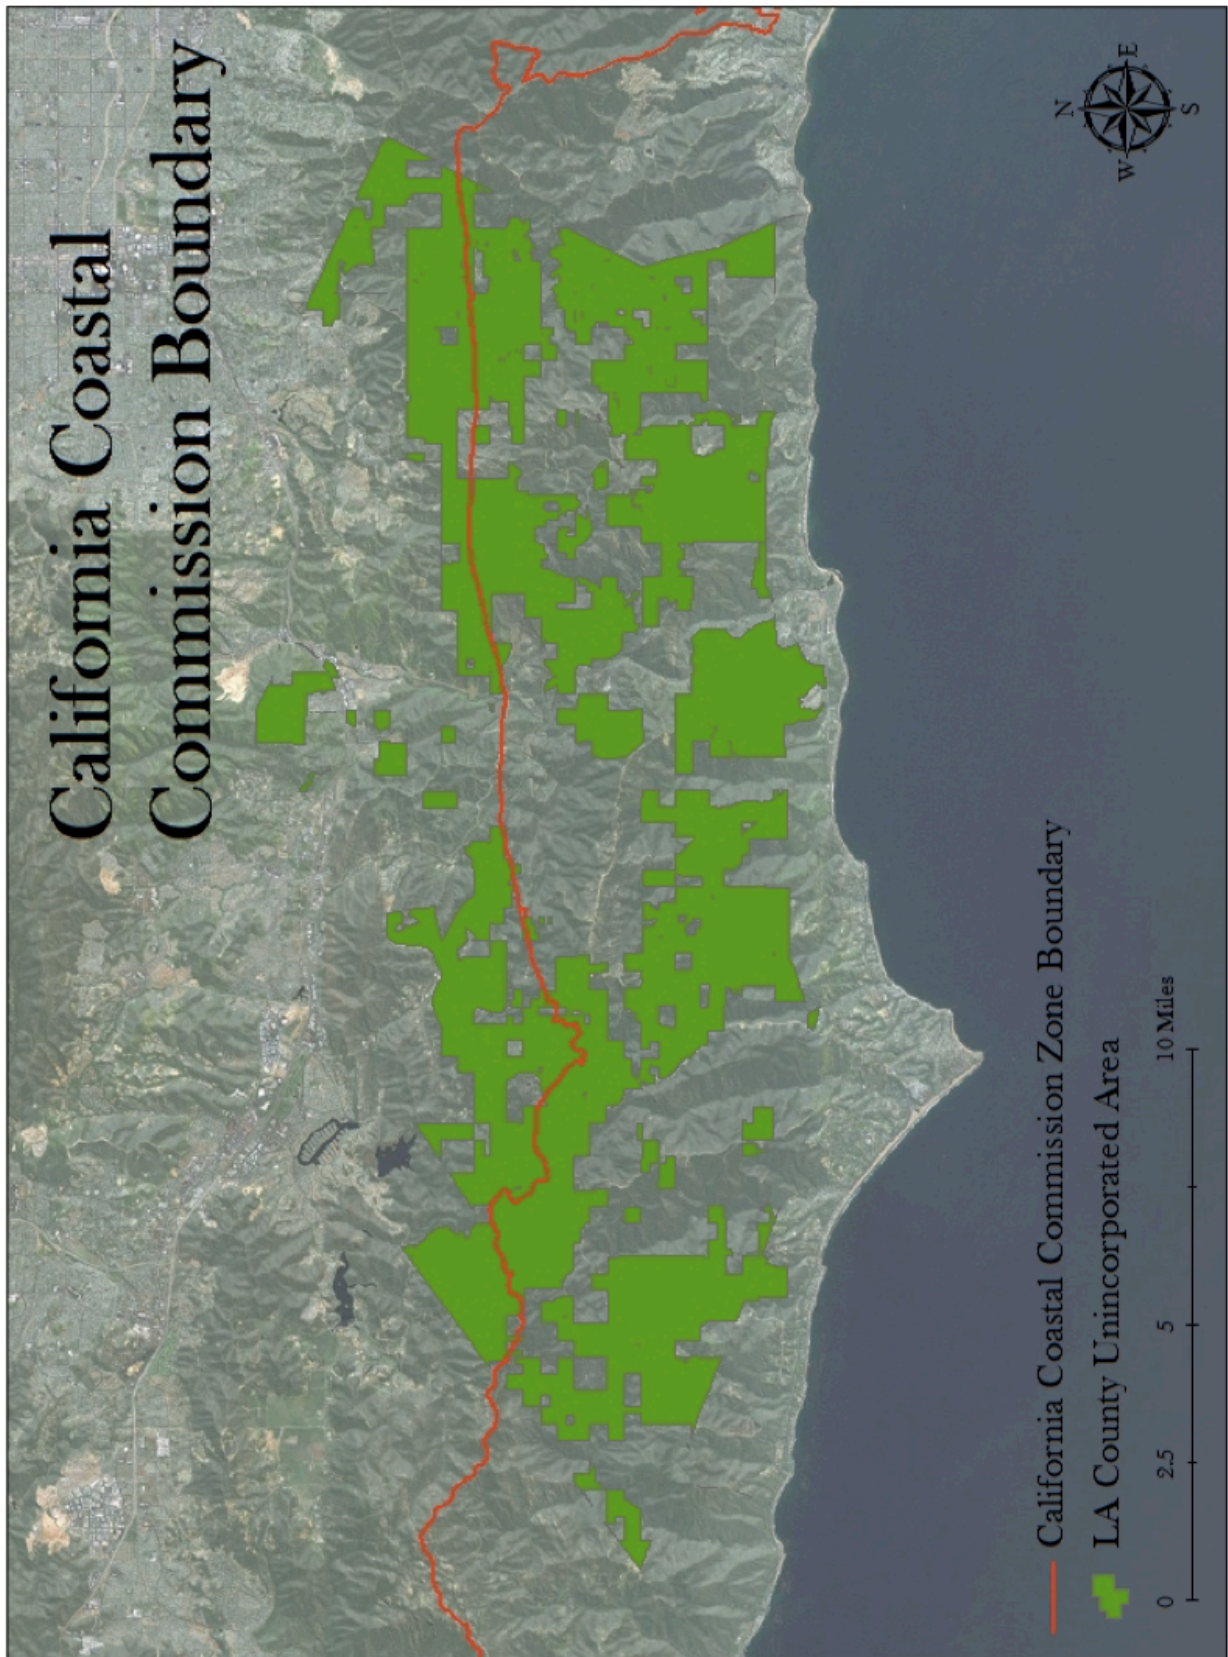 California Coastal
Commission Boundary
N
W
E
S
California Coastal Commission Zone Boundary
LA County Unincorporated Area
0
2.5
5
10 Miles